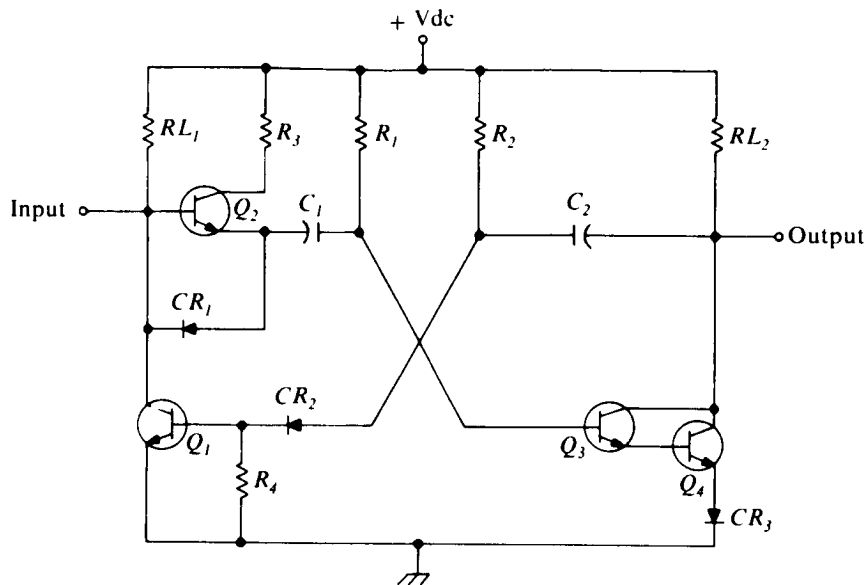 + Vdc
RL₁
R₃
R₁
R₂
RL₂
Input
Q₂
C₁
C₂
Output
CR₁
CR₂
Q₁
R₄
Q₃
Q₄
CR₃